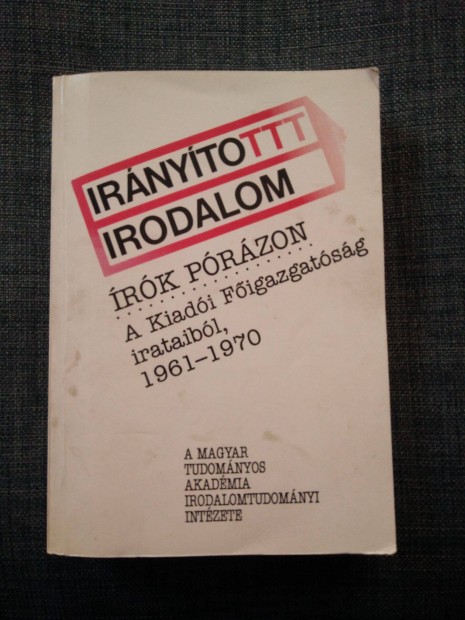 IRÁNYÍTOTTT
IRODALOM
ÍRÓK PÓRÁZON
A Kiadói Főigazgatóság
irataiból,
1961–1970
A MAGYAR
TUDOMÁNYOS
AKADÉMIA
IRODALOMTUDOMÁNYI
INTÉZETE